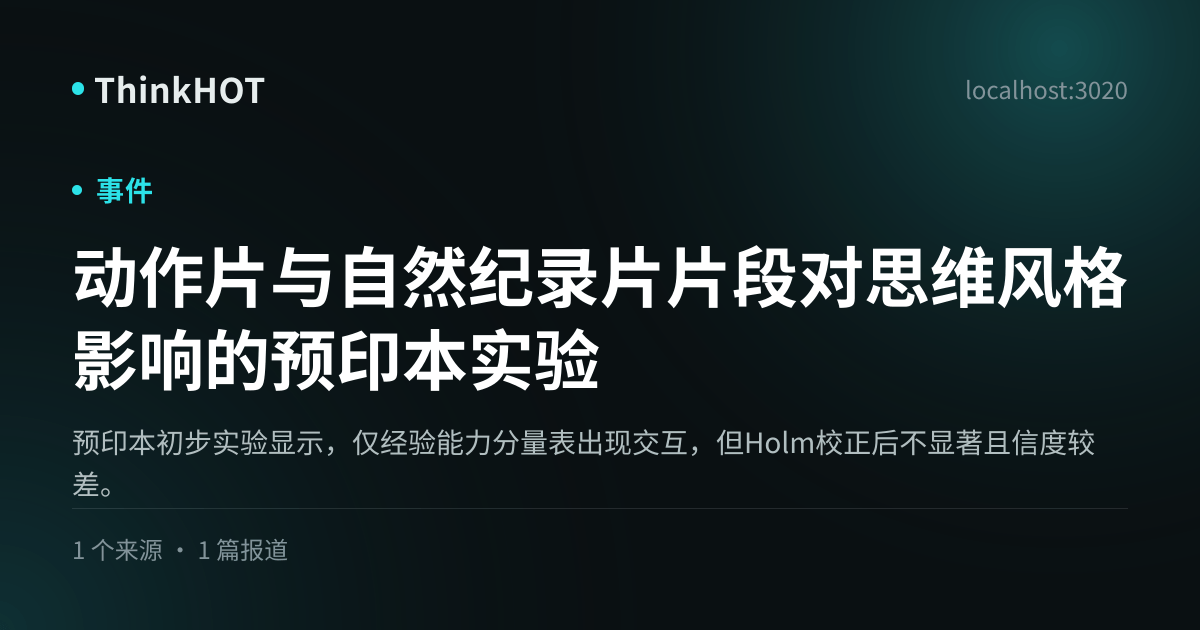 ThinkHOT
localhost:3020
事件
动作片与自然纪录片片段对思维风格
影响的预印本实验
预印本初步实验显示，仅经验能力分量表出现交互，但Holm校正后不显著且信度较
差。
1 个来源 · 1 篇报道